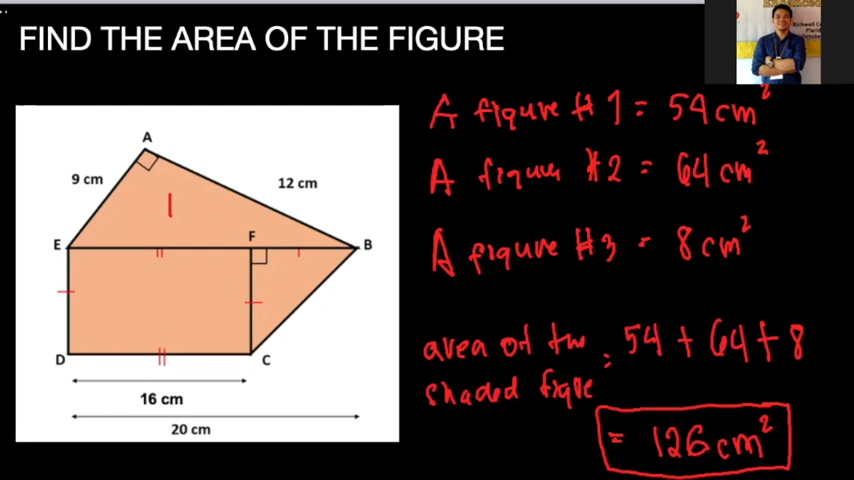 FIND THE AREA OF THE FIGURE
A figure #1 = 54 cm²
A figure #2 = 64 cm²
A figure #3 = 8 cm²
area of the shaded figure = 54 + 64 + 8
= 126 cm²
A
9 cm
12 cm
1
E
F
B
D
C
16 cm
20 cm